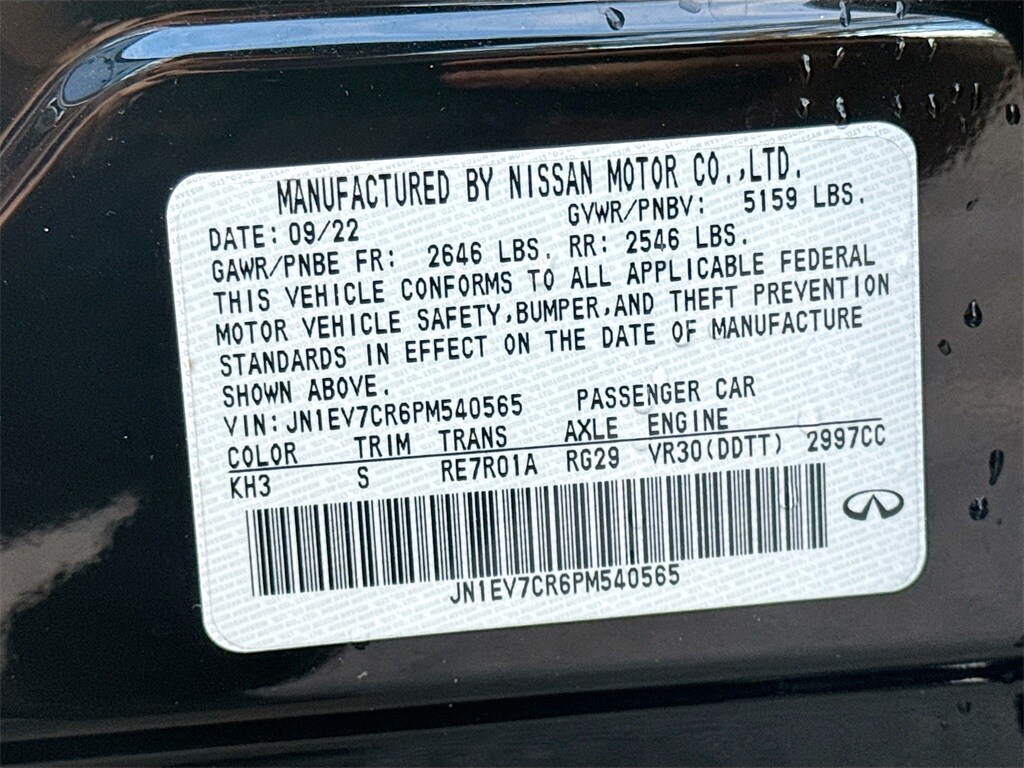 MANUFACTURED BY NISSAN MOTOR CO.,LTD.
DATE: 09/22 GVWR/PNBV: 5159 LBS.
GAWR/PNBE FR: 2646 LBS. RR: 2546 LBS.
THIS VEHICLE CONFORMS TO ALL APPLICABLE FEDERAL
MOTOR VEHICLE SAFETY,BUMPER,AND THEFT PREVENTION
STANDARDS IN EFFECT ON THE DATE OF MANUFACTURE
SHOWN ABOVE.
VIN:JN1EV7CR6PM540565 PASSENGER CAR
COLOR TRIM TRANS AXLE ENGINE
KH3 S RE7R01A RG29 VR30(DDTT) 2997CC
JN1EV7CR6PM540565